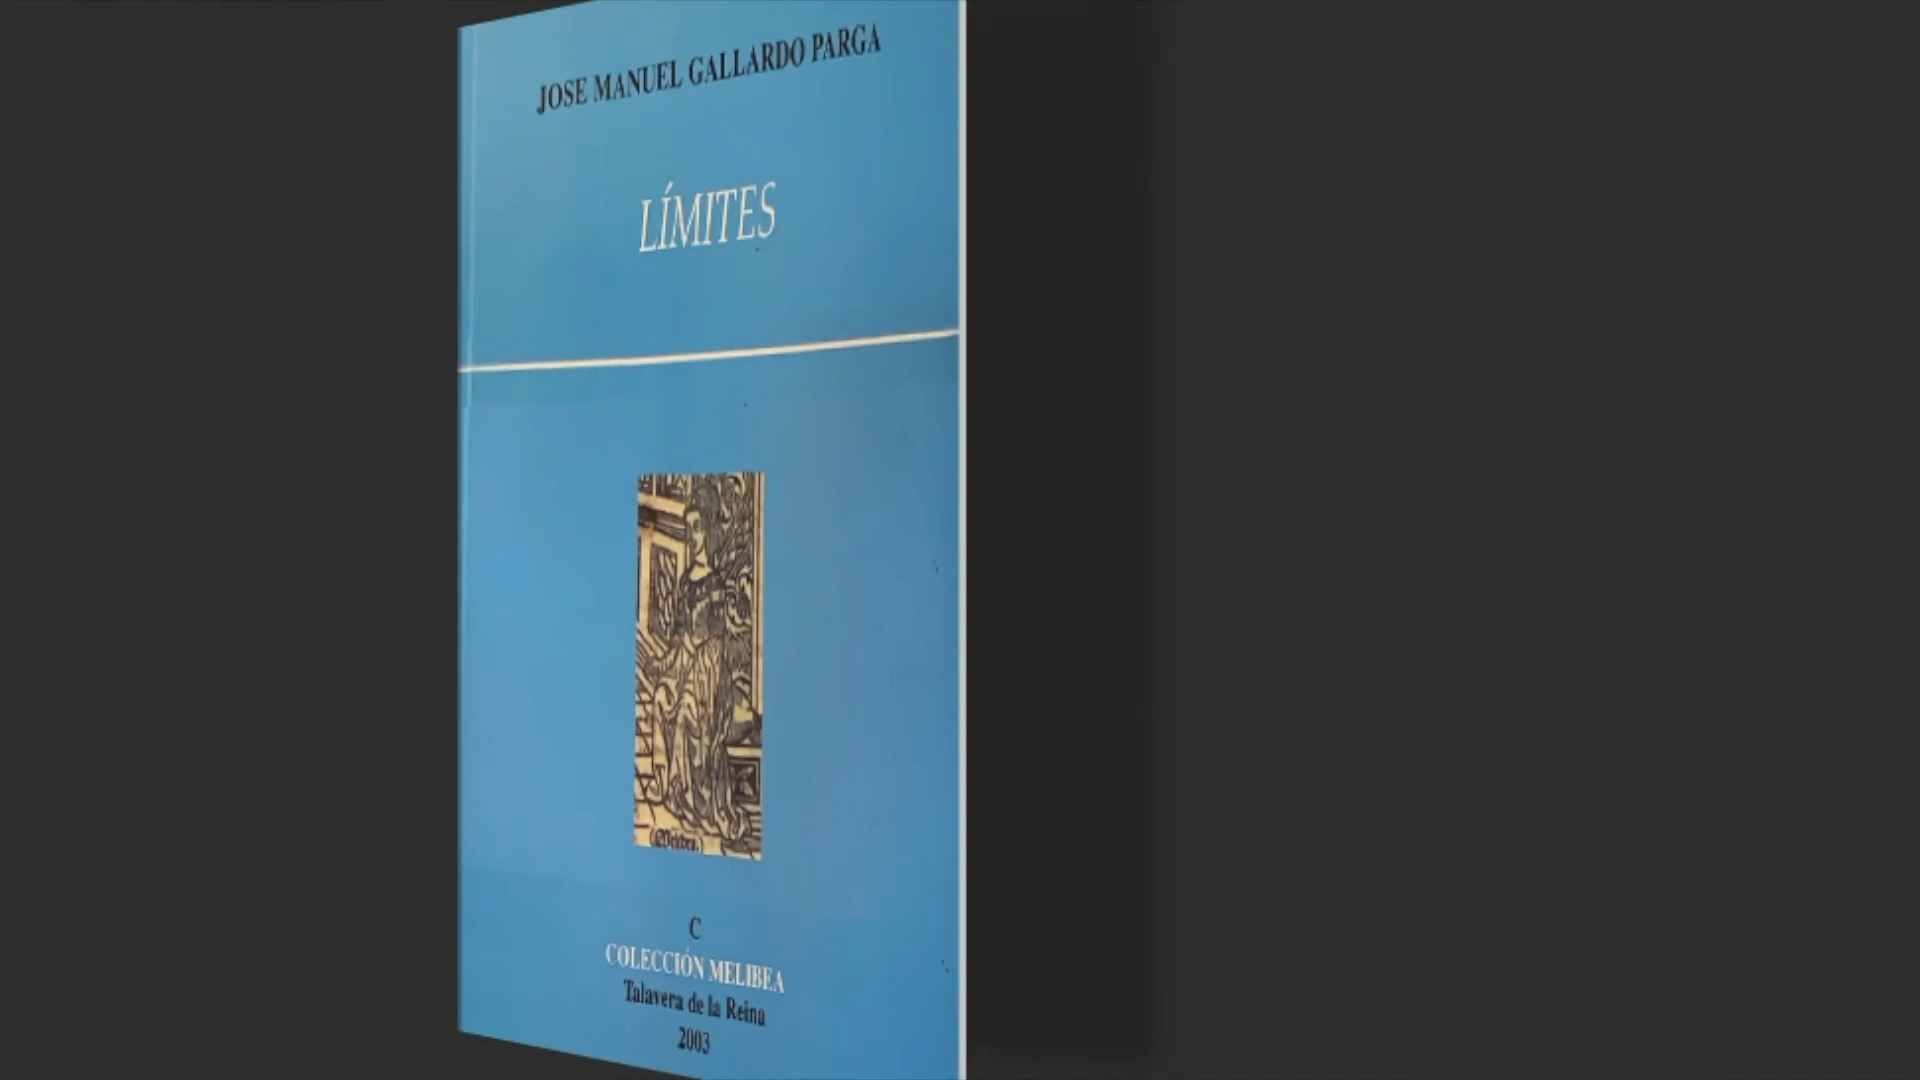 JOSE MANUEL GALLARDO PARGA
LÍMITES
C
COLECCIÓN MELIBEA
Talavera de la Reina
2003